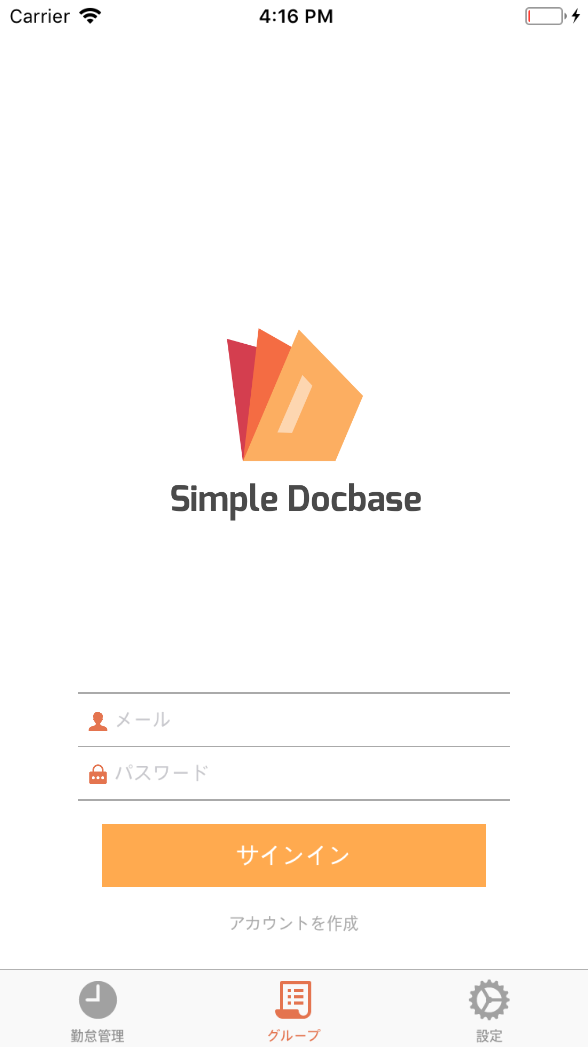 Carrier 4:16 PM
Simple Docbase
メール
パスワード
サインイン
アカウントを作成
勤怠管理 グループ 設定